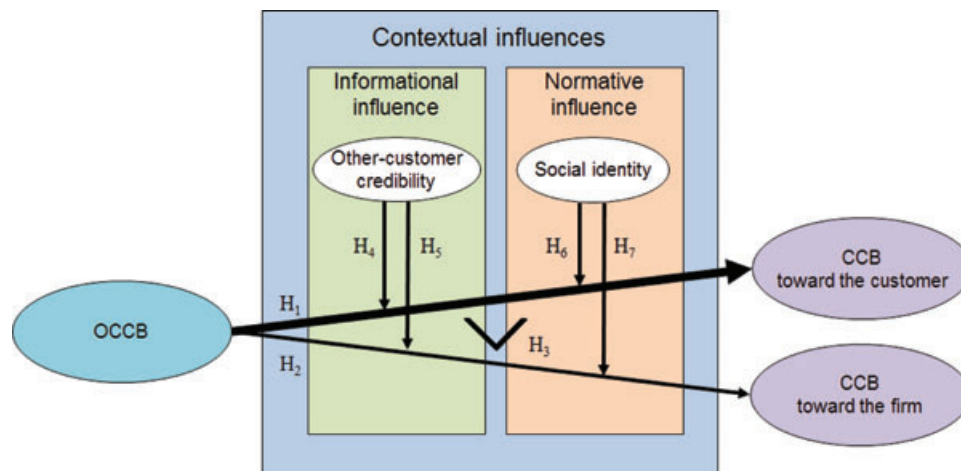 Contextual influences
Informational
influence
Normative
influence
Other-customer
credibility
Social identity
H4
H5
H6
H7
CCB
toward the customer
H1
OCCB
H3
H2
CCB
toward the firm